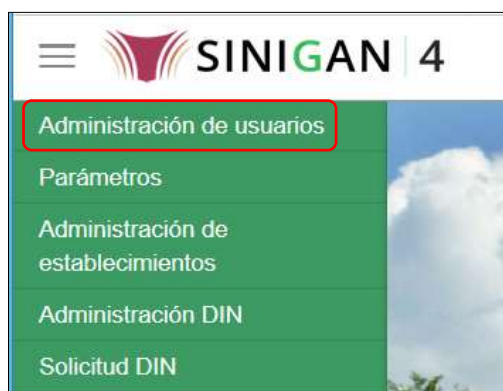 SINIGAN 4
Administración de usuarios
Parámetros
Administración de
establecimientos
Administración DIN
Solicitud DIN